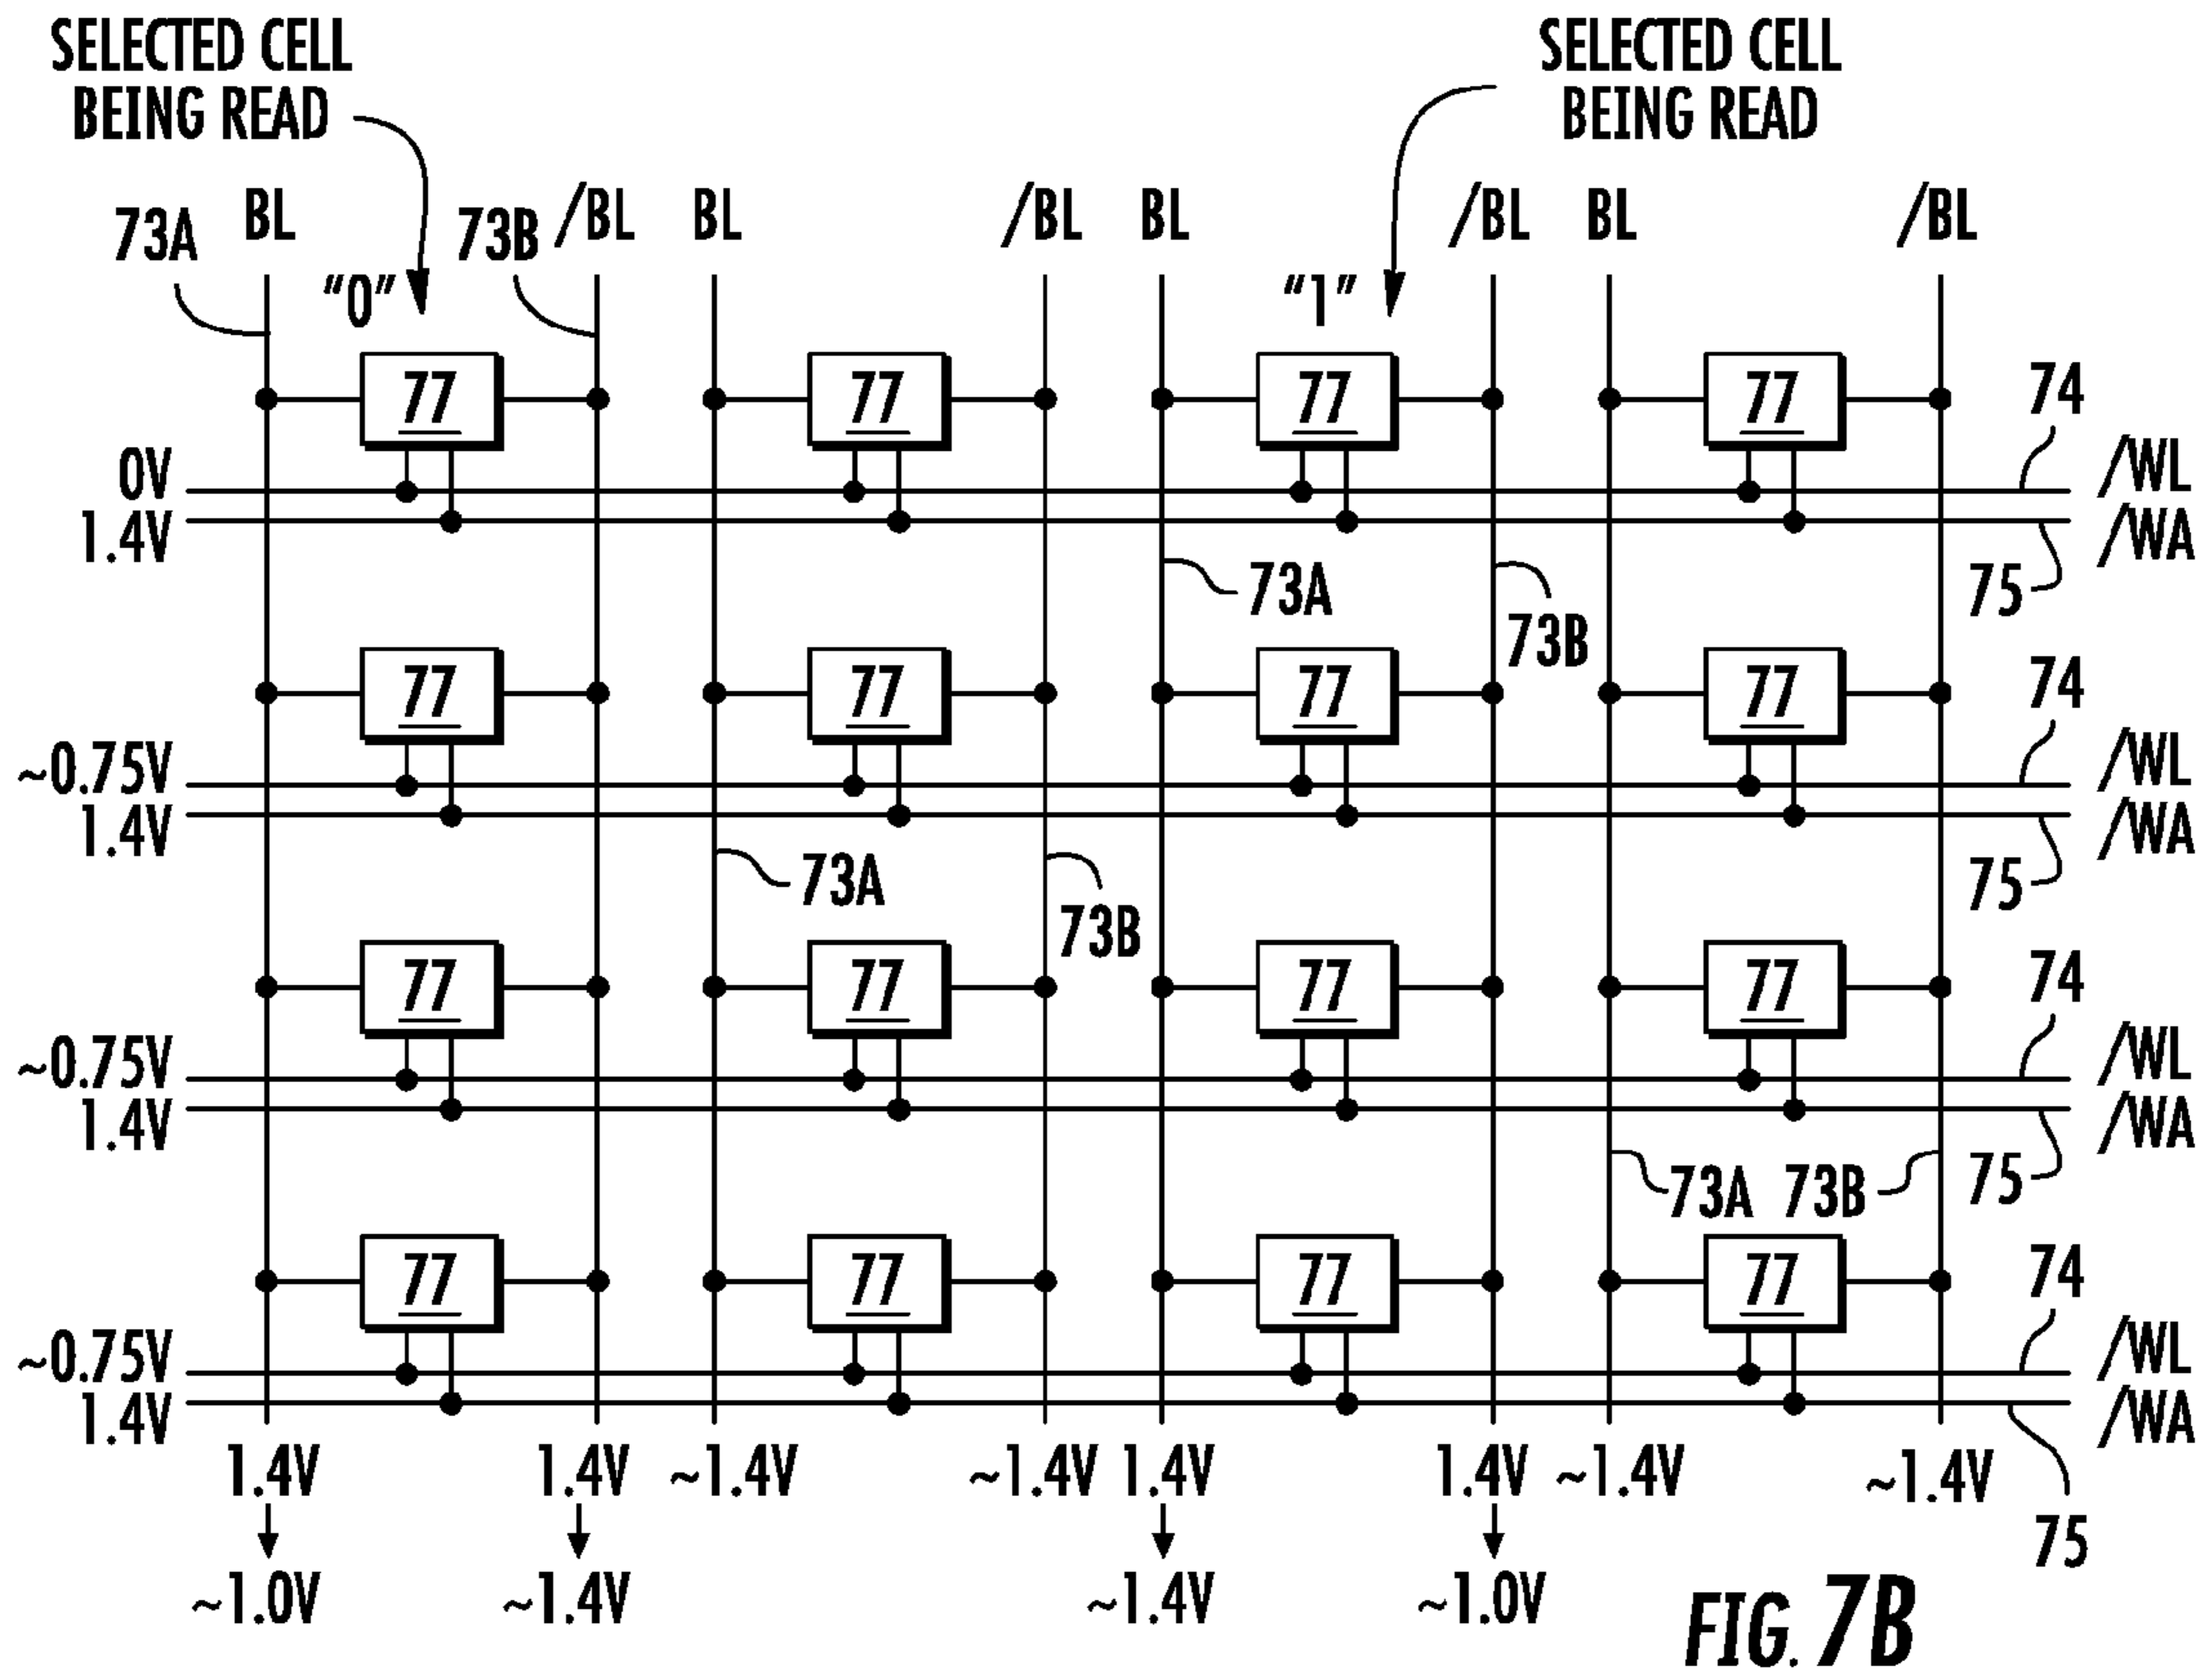 SELECTED CELL
BEING READ
SELECTED CELL
BEING READ
73A BL 73B /BL BL /BL BL /BL BL /BL
"0" "1"
77 77 77 77
74
0V /WL
1.4V /WA
73A 73B 75
77 77 77 77
74
~0.75V /WL
1.4V /WA
73A 73B 75
77 77 77 77
74
~0.75V /WL
1.4V /WA
73A 73B 75
77 77 77 77
74
~0.75V /WL
1.4V /WA
1.4V 1.4V ~1.4V ~1.4V 1.4V 1.4V ~1.4V ~1.4V
75
~1.0V ~1.4V ~1.4V ~1.0V
FIG. 7B